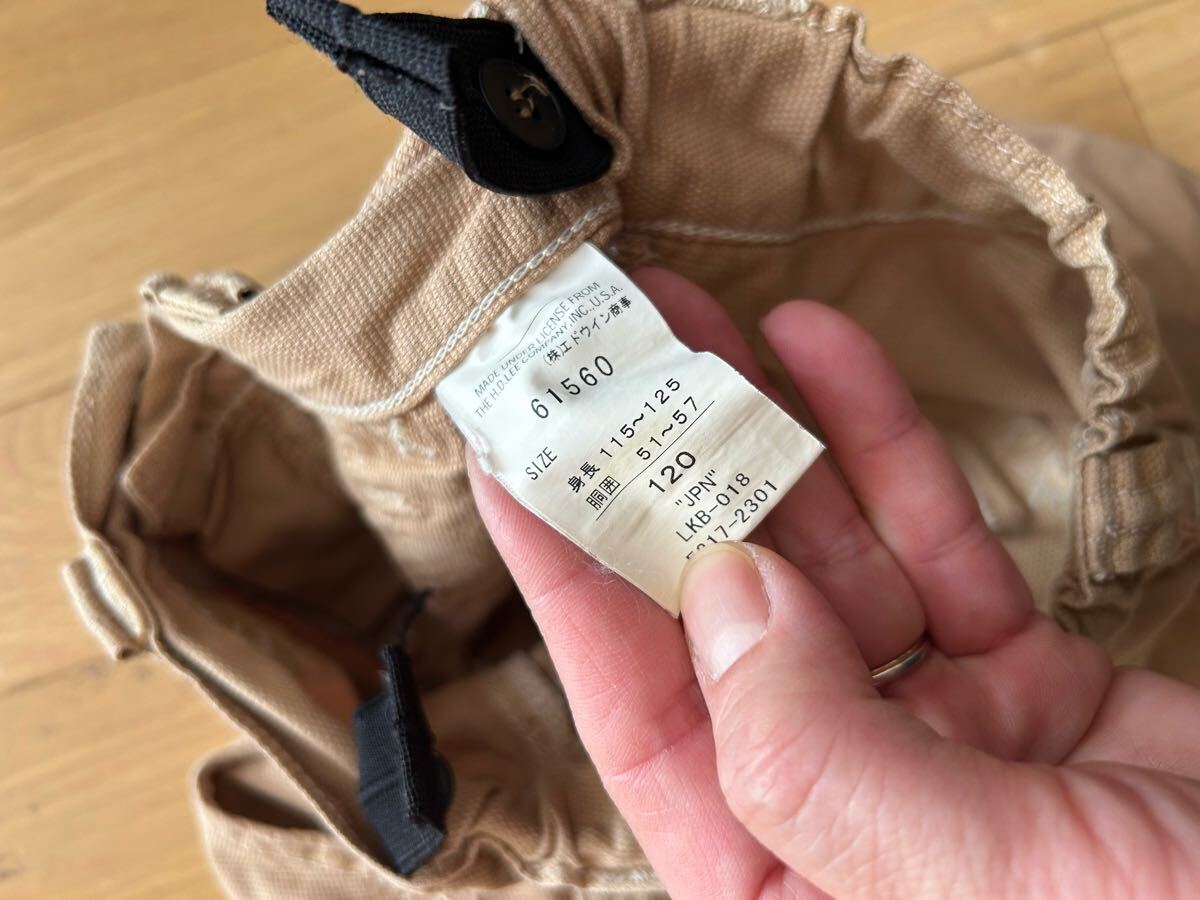 MADE UNDER LICENSE FROM
THE H.D.LEE COMPANY,INC.,U.S.A.
(株)エドウイン商事
61560
SIZE
身長 115～125
胴囲 51～57
120
"JPN"
LKB-018
2301